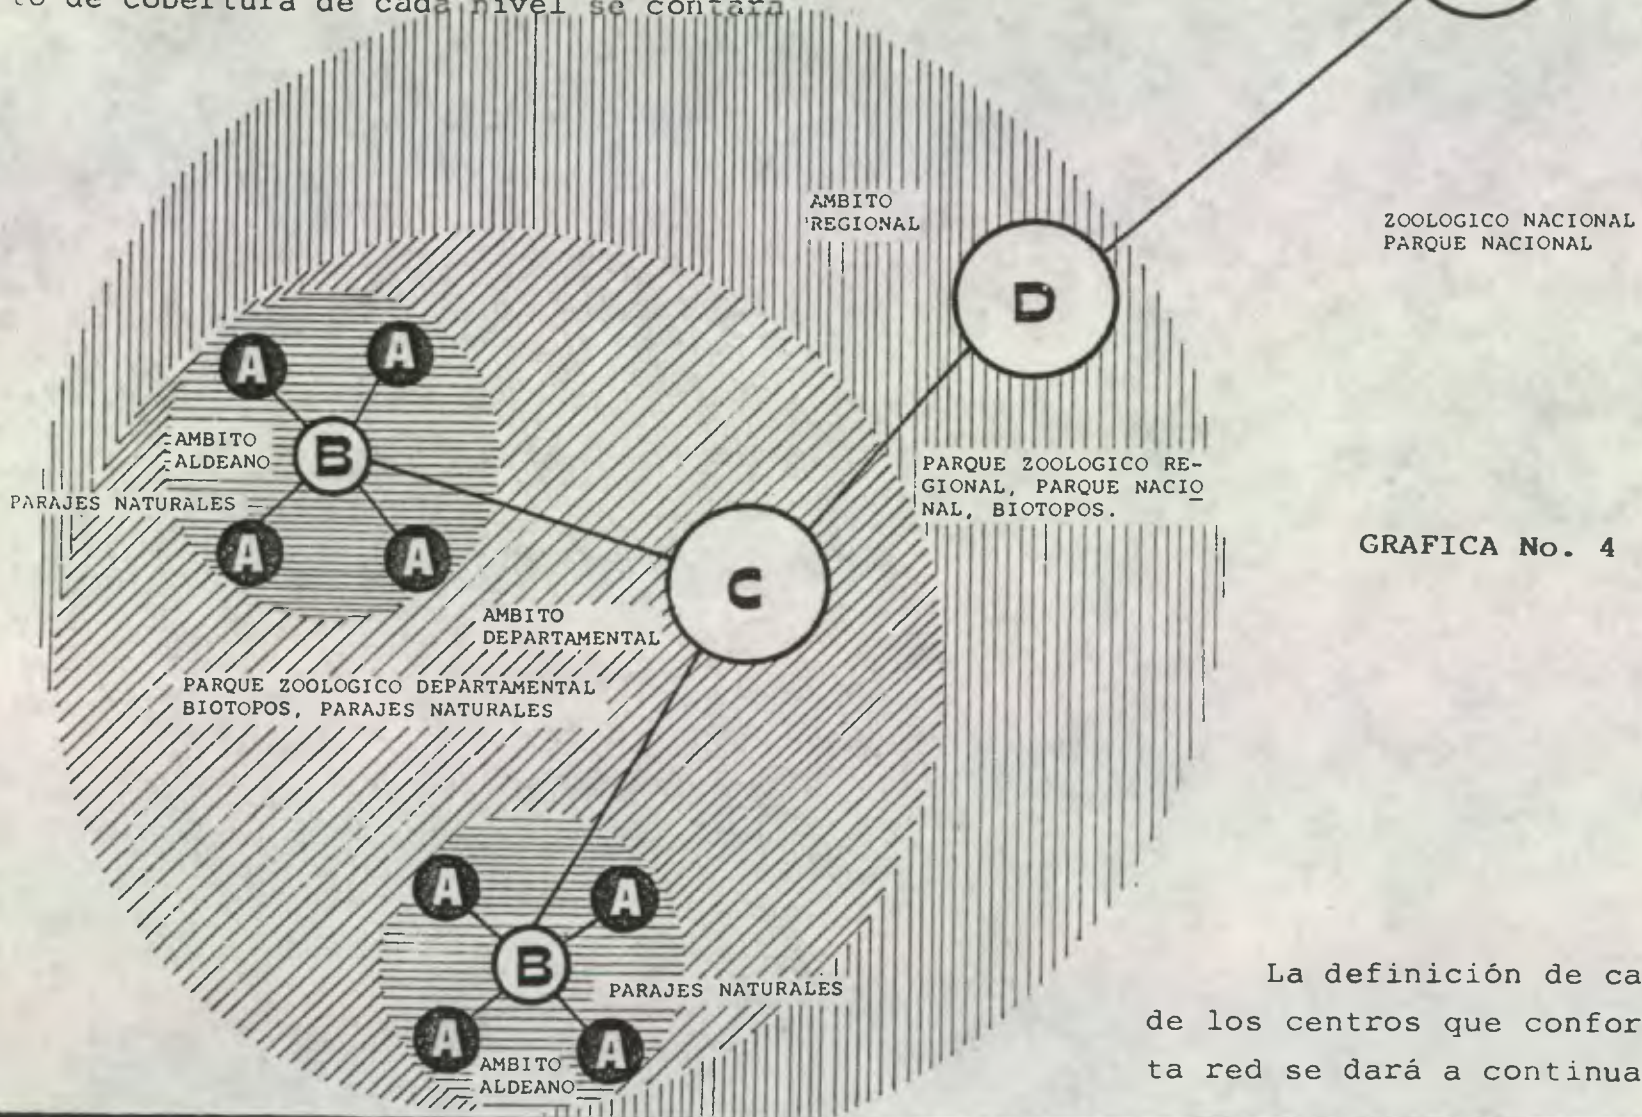 to de cobertura de cada nivel se contará
AMBITO
REGIONAL
ZOOLOGICO NACIONAL
PARQUE NACIONAL
D
A
A
AMBITO
ALDEANO
B
PARAJES NATURALES
A
A
PARQUE ZOOLOGICO RE-
GIONAL, PARQUE NACIO
NAL, BIOTOPOS.
GRAFICA No. 4
C
AMBITO
DEPARTAMENTAL
PARQUE ZOOLOGICO DEPARTAMENTAL
BIOTOPOS, PARAJES NATURALES
A
A
B
PARAJES NATURALES
A
A
AMBITO
ALDEANO
La definición de ca
de los centros que confor
ta red se dará a continua